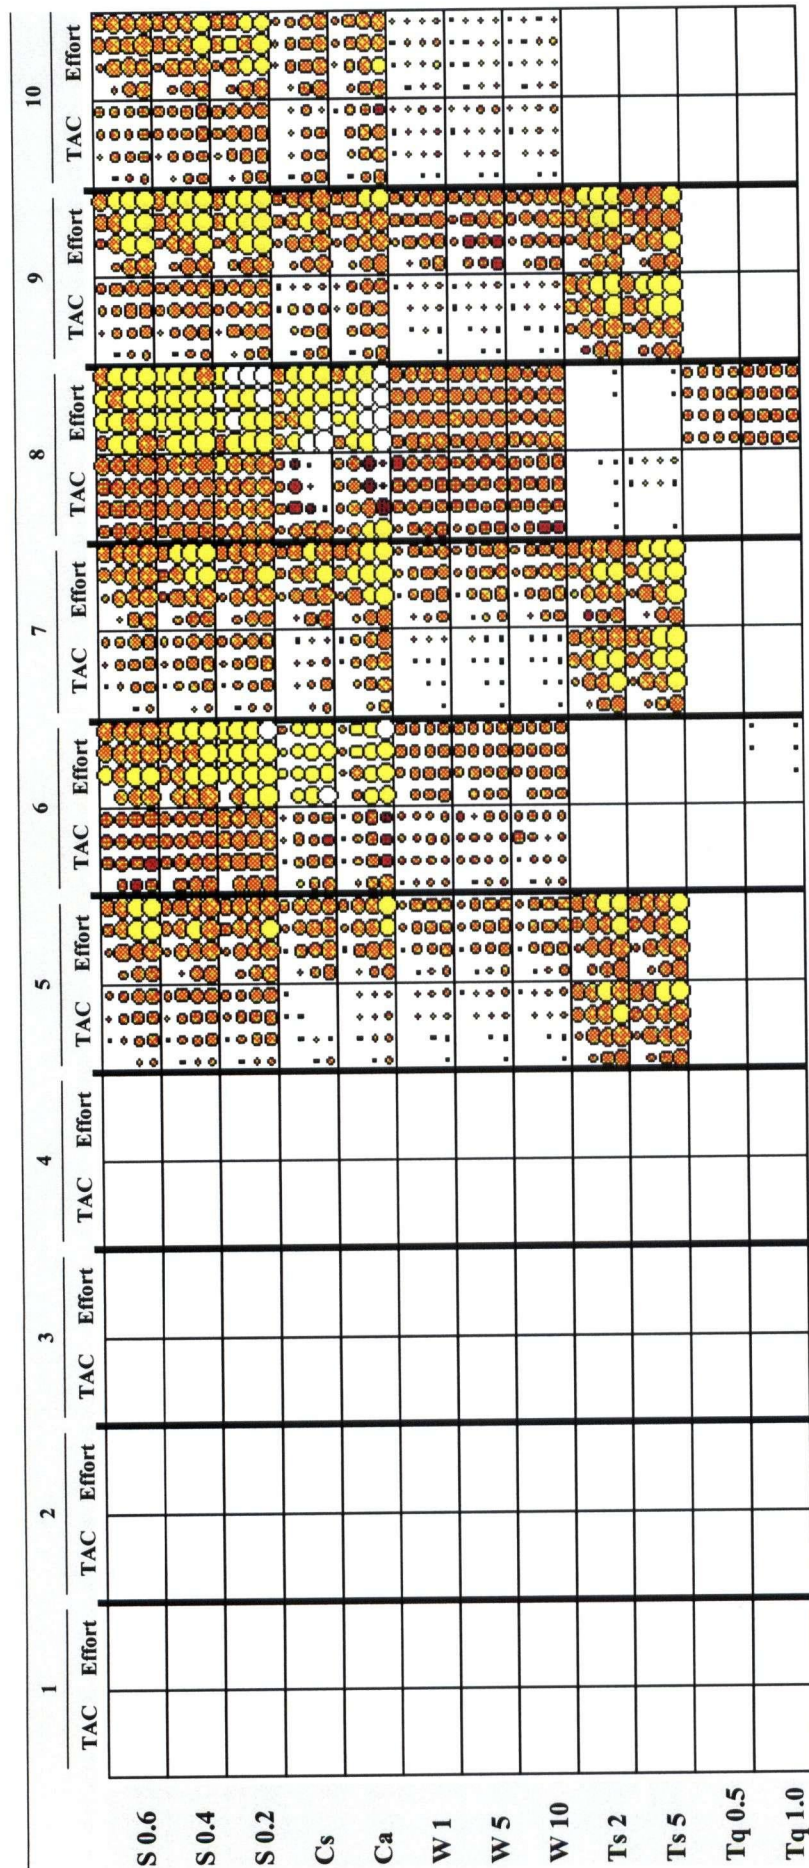 1 2 3 4 5 6 7 8 9 10
TAC Effort TAC Effort TAC Effort TAC Effort TAC Effort TAC Effort TAC Effort TAC Effort TAC Effort TAC Effort
S 0.6
S 0.4
S 0.2
Cs
Ca
W 1
W 5
W 10
Ts 2
Ts 5
Tq 0.5
Tq 1.0